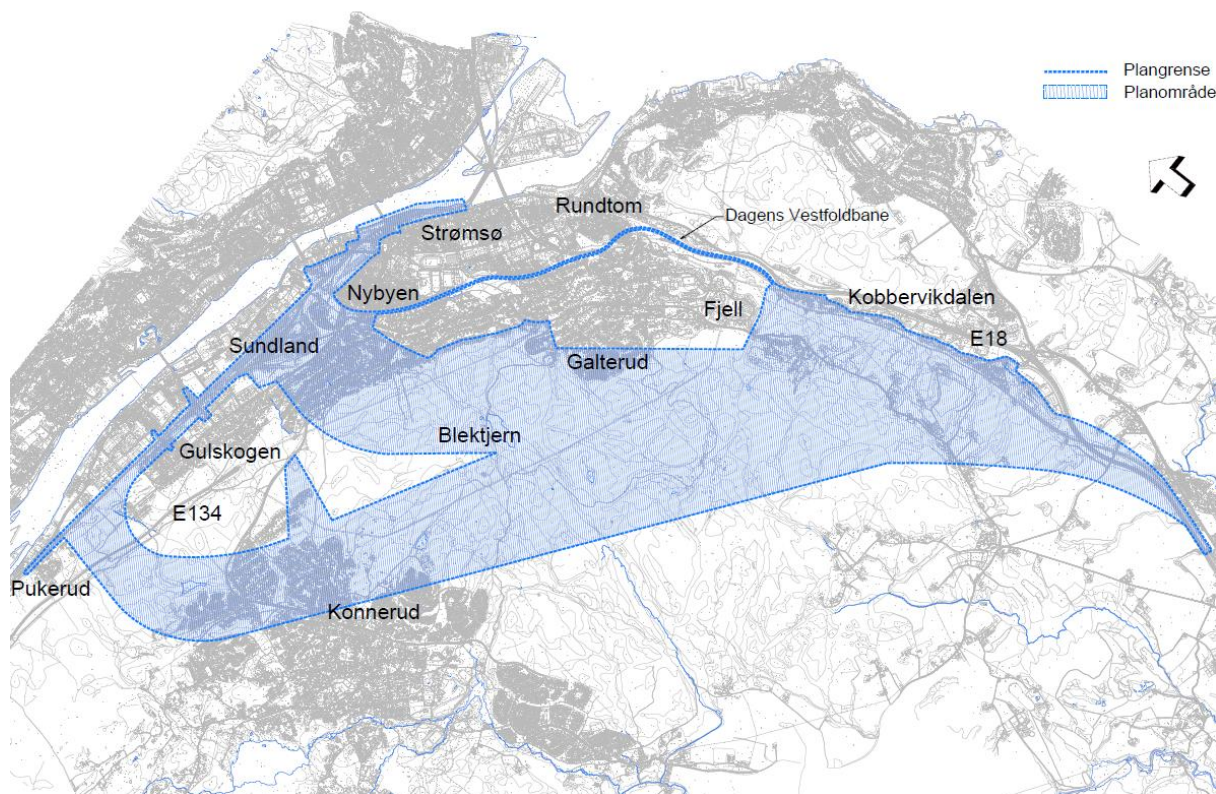 Plangrense
Planområde
Rundtom
Dagens Vestfoldbane
Strømsø
Nybyen
Fjell
Kobbervikdalen
E18
Sundland
Galterud
Blektjern
Gulskogen
E134
Pukerud
Konnerud